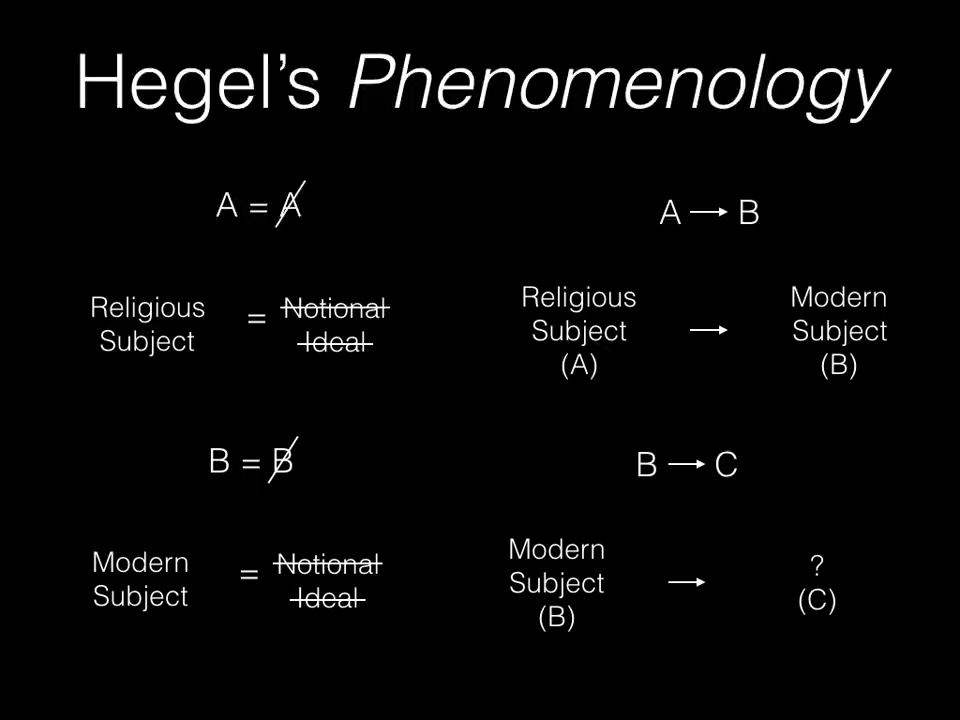 Hegel's Phenomenology
A = A
A → B
Religious
Subject
=
Notional
Ideal
Religious
Subject
(A)
→
Modern
Subject
(B)
B = B
B → C
Modern
Subject
=
Notional
Ideal
Modern
Subject
(B)
→
?
(C)